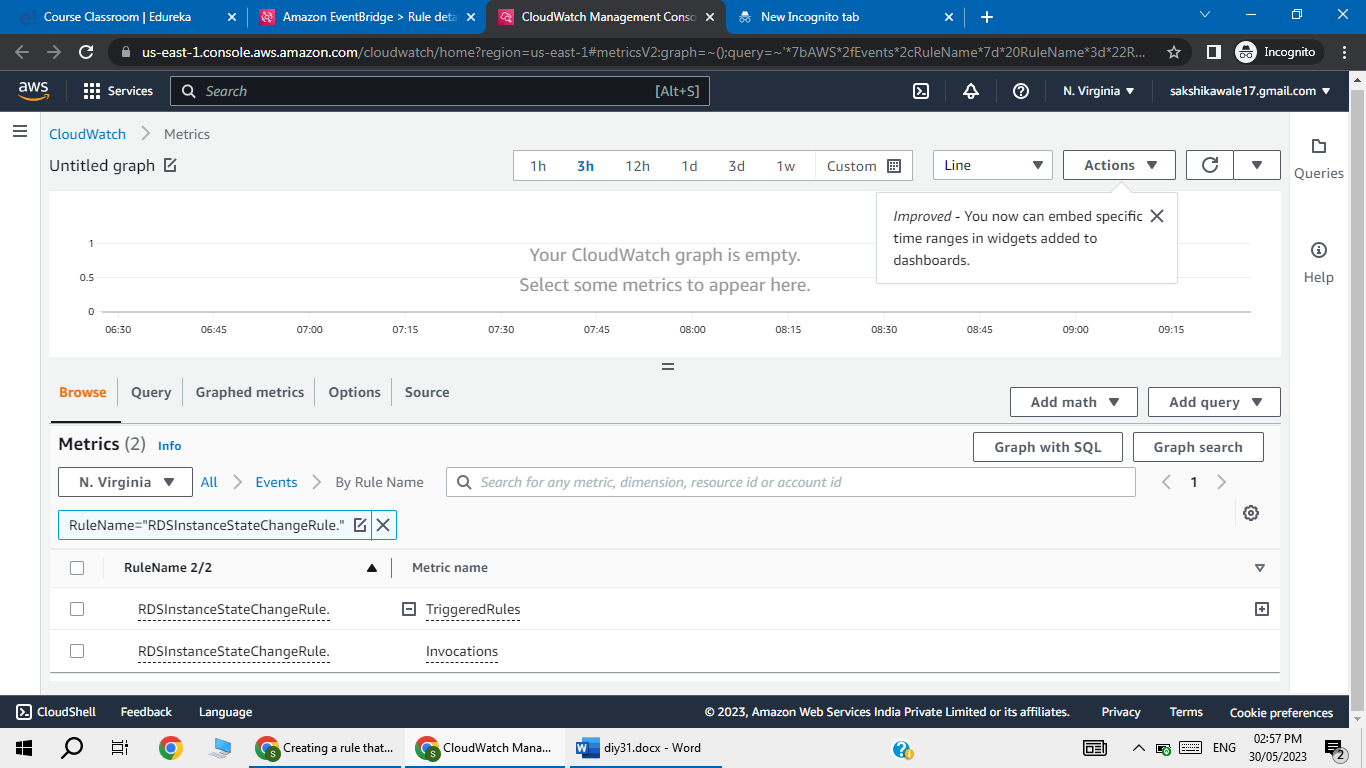 el Course Classroom | Edureka
Amazon EventBridge > Rule deta
CloudWatch Management Conso
New Incognito tab
us-east-1.console.aws.amazon.com/cloudwatch/home?region=us-east-1#metricsV2:graph=~();query=~'*7bAWS*2fEvents*2cRuleName*7d*20RuleName*3d*22R...
Incognito
aws
Services
Search
[Alt+S]
N. Virginia
sakshikawale17.gmail.com
CloudWatch
Metrics
Untitled graph
1h
3h
12h
1d
3d
1w
Custom
Line
Actions
Queries
Help
Improved - You now can embed specific
time ranges in widgets added to
dashboards.
Your CloudWatch graph is empty.
Select some metrics to appear here.
1
0.5
0
06:30
06:45
07:00
07:15
07:30
07:45
08:00
08:15
08:30
08:45
09:00
09:15
Browse
Query
Graphed metrics
Options
Source
Add math
Add query
Metrics (2) Info
Graph with SQL
Graph search
N. Virginia
All
Events
By Rule Name
Search for any metric, dimension, resource id or account id
1
RuleName="RDSInstanceStateChangeRule."
RuleName 2/2
Metric name
RDSInstanceStateChangeRule.
TriggeredRules
RDSInstanceStateChangeRule.
Invocations
CloudShell
Feedback
Language
© 2023, Amazon Web Services India Private Limited or its affiliates.
Privacy
Terms
Cookie preferences
Creating a rule that...
CloudWatch Mana...
diy31.docx - Word
ENG
02:57 PM
30/05/2023
2